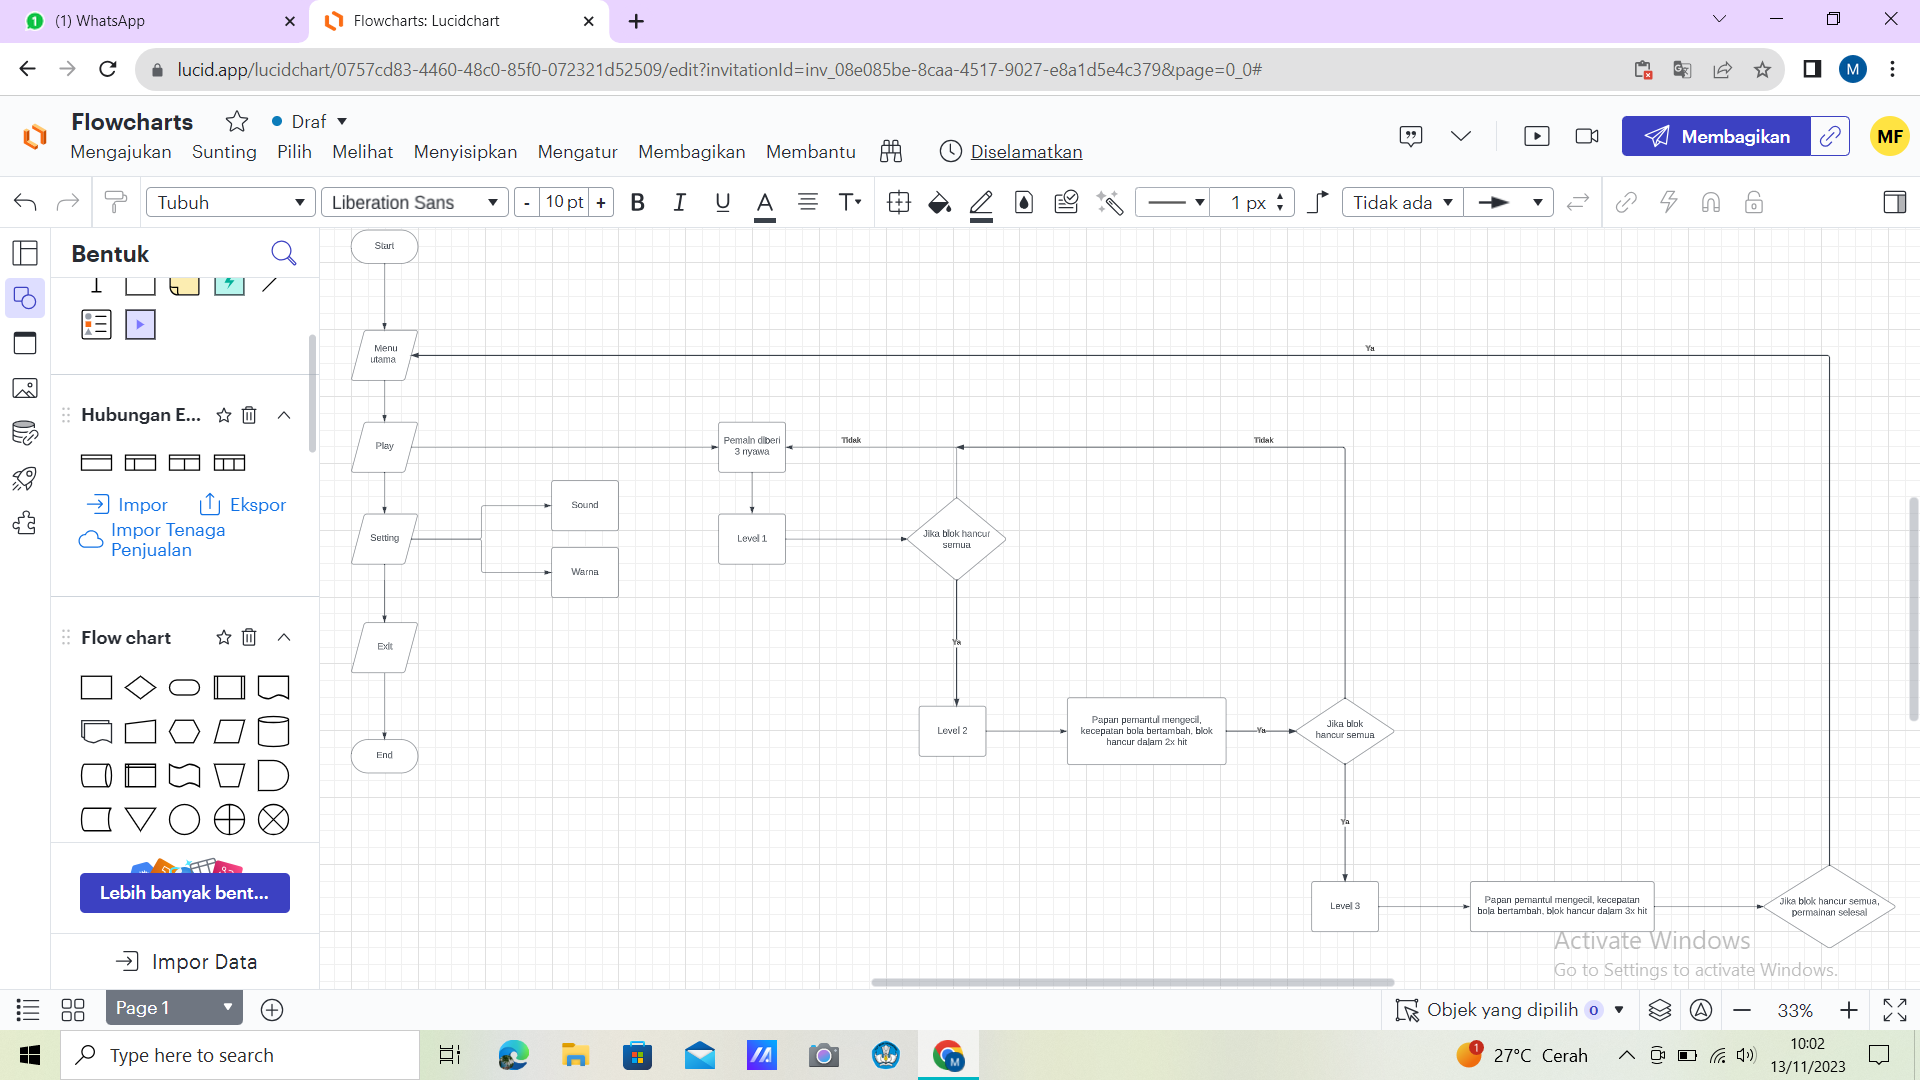 (1) WhatsApp
Flowcharts: Lucidchart
lucid.app/lucidchart/0757cd83-4460-48c0-85f0-072321d52509/edit?invitationId=inv_08e085be-8caa-4517-9027-e8a1d5e4c379&page=0_0#
M
Flowcharts
Draf
Mengajukan Sunting Pilih Melihat Menyisipkan Mengatur Membagikan Membantu
Diselamatkan
Membagikan
MF
Tubuh
Liberation Sans
- 10 pt +
B I U A T
1 px
Tidak ada
Bentuk
Hubungan E...
Impor
Ekspor
Impor Tenaga
Penjualan
Flow chart
Lebih banyak bent...
Impor Data
Start
Menu
utama
Ya
Play
Pemain diberi
3 nyawa
Tidak
Tidak
Setting
Sound
Warna
Level 1
Jika blok hancur
semua
Exit
Ya
End
Level 2
Papan pemantul mengecil,
kecepatan bola bertambah, blok
hancur dalam 2x hit
Ya
Jika blok
hancur semua
Ya
Level 3
Papan pemantul mengecil, kecepatan
bola bertambah, blok hancur dalam 3x hit
Jika blok hancur semua,
permainan selesai
Activate Windows
Go to Settings to activate Windows.
Page 1
Objek yang dipilih 0
33%
Type here to search
M
1
27°C Cerah
10:02
13/11/2023